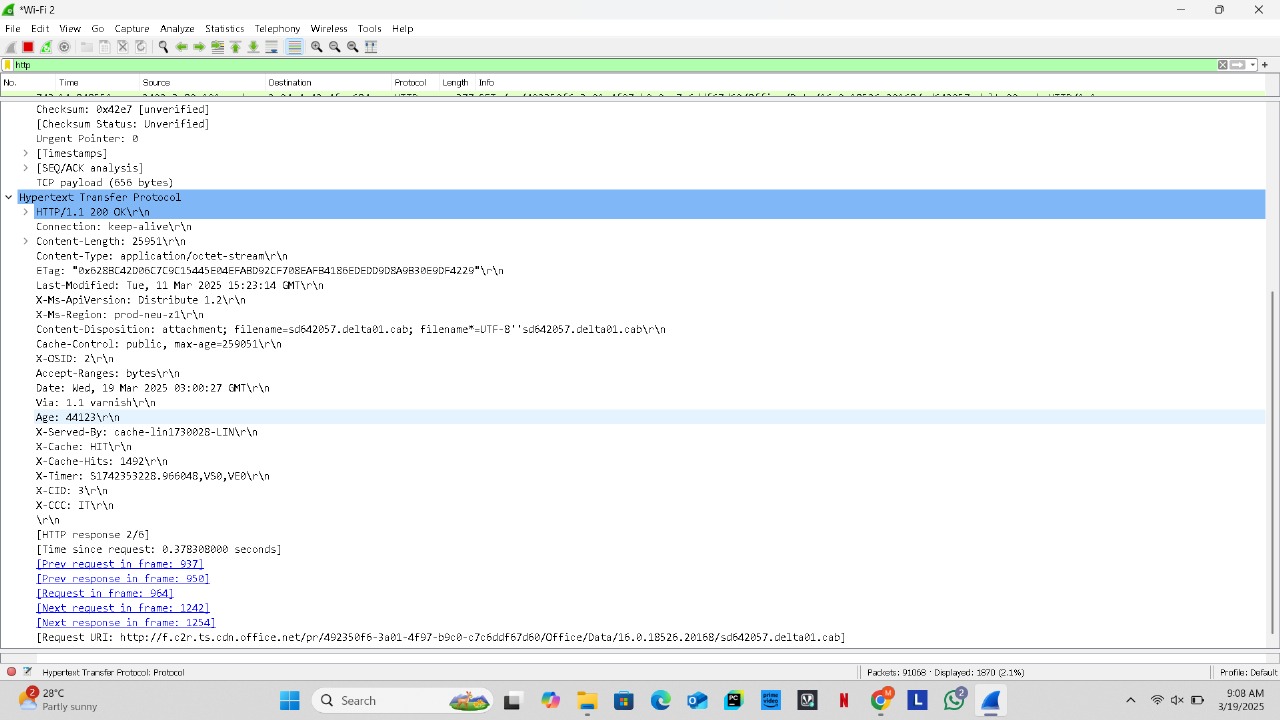 *Wi-Fi 2
File Edit View Go Capture Analyze Statistics Telephony Wireless Tools Help
http
No. Time Source Destination Protocol Length Info
Checksum: 0x42e7 [unverified]
[Checksum Status: Unverified]
Urgent Pointer: 0
[Timestamps]
[SEQ/ACK analysis]
TCP payload (656 bytes)
Hypertext Transfer Protocol
HTTP/1.1 200 OK\r\n
Connection: keep-alive\r\n
Content-Length: 25951\r\n
Content-Type: application/octet-stream\r\n
ETag: "0x628BC42D06C7C9C15445E04EFABD92CF708EAFB4186EDEDD9D8A9B30E9DF4229"\r\n
Last-Modified: Tue, 11 Mar 2025 15:23:14 GMT\r\n
X-Ms-ApiVersion: Distribute 1.2\r\n
X-Ms-Region: prod-neu-z1\r\n
Content-Disposition: attachment; filename=sd642057.delta01.cab; filename*=UTF-8''sd642057.delta01.cab\r\n
Cache-Control: public, max-age=259051\r\n
X-OSID: 2\r\n
Accept-Ranges: bytes\r\n
Date: Wed, 19 Mar 2025 03:00:27 GMT\r\n
Via: 1.1 varnish\r\n
Age: 44123\r\n
X-Served-By: cache-lin1730028-LIN\r\n
X-Cache: HIT\r\n
X-Cache-Hits: 1492\r\n
X-Timer: S1742353228.966048,VS0,VE0\r\n
X-CID: 3\r\n
X-CCC: IT\r\n
\r\n
[HTTP response 2/6]
[Time since request: 0.378308000 seconds]
[Prev request in frame: 937]
[Prev response in frame: 950]
[Request in frame: 964]
[Next request in frame: 1242]
[Next response in frame: 1254]
[Request URI: http://f.c2r.ts.cdn.office.net/pr/492350f6-3a01-4f97-b9c0-c7c6ddf67d60/Office/Data/16.0.18526.20168/sd642057.delta01.cab]
Hypertext Transfer Protocol: Protocol Packets: 91068 · Displayed: 1870 (2.1%) Profile: Default
2 28°C
Partly sunny
Search
PC
prime video
N
M
L
2
9:08 AM
3/19/2025